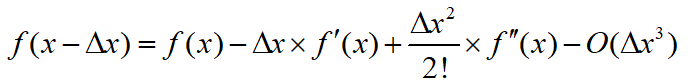 f(x − Δx) = f(x) − Δx × f′(x) + Δx²/2! × f″(x) − O(Δx³)